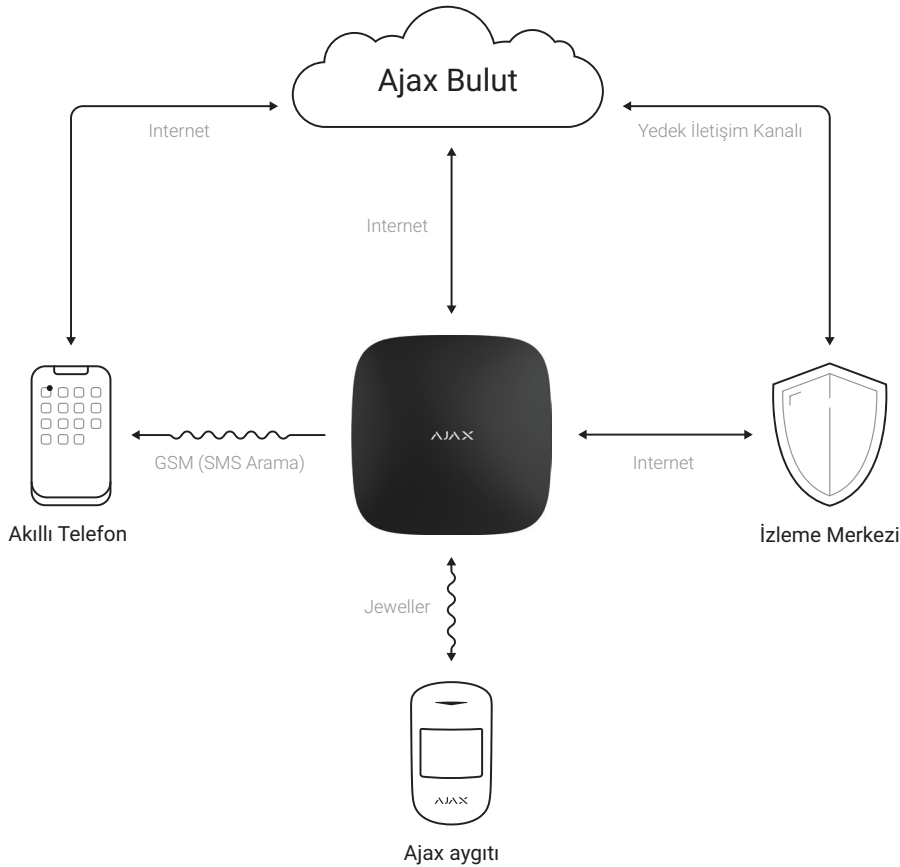 Ajax Bulut
Internet
Yedek İletişim Kanalı
Internet
AJAX
GSM (SMS Arama)
Internet
Akıllı Telefon
İzleme Merkezi
Jeweller
AJAX
Ajax aygıtı